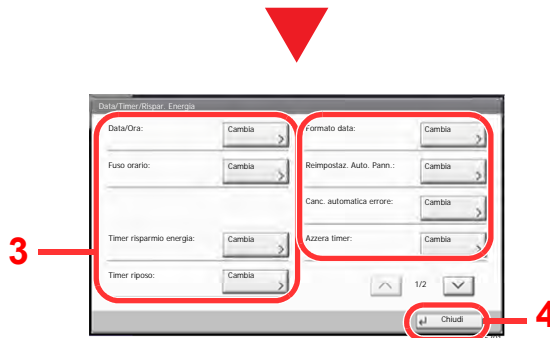 Data/Timer/Rispar. Energia
Data/Ora: Cambia Formato data: Cambia
Fuso orario: Cambia Reimpostaz. Auto. Pann.: Cambia
Canc. automatica errore: Cambia
3 Timer risparmio energia: Cambia Azzera timer: Cambia
Timer riposo: Cambia 1/2
Chiudi 4